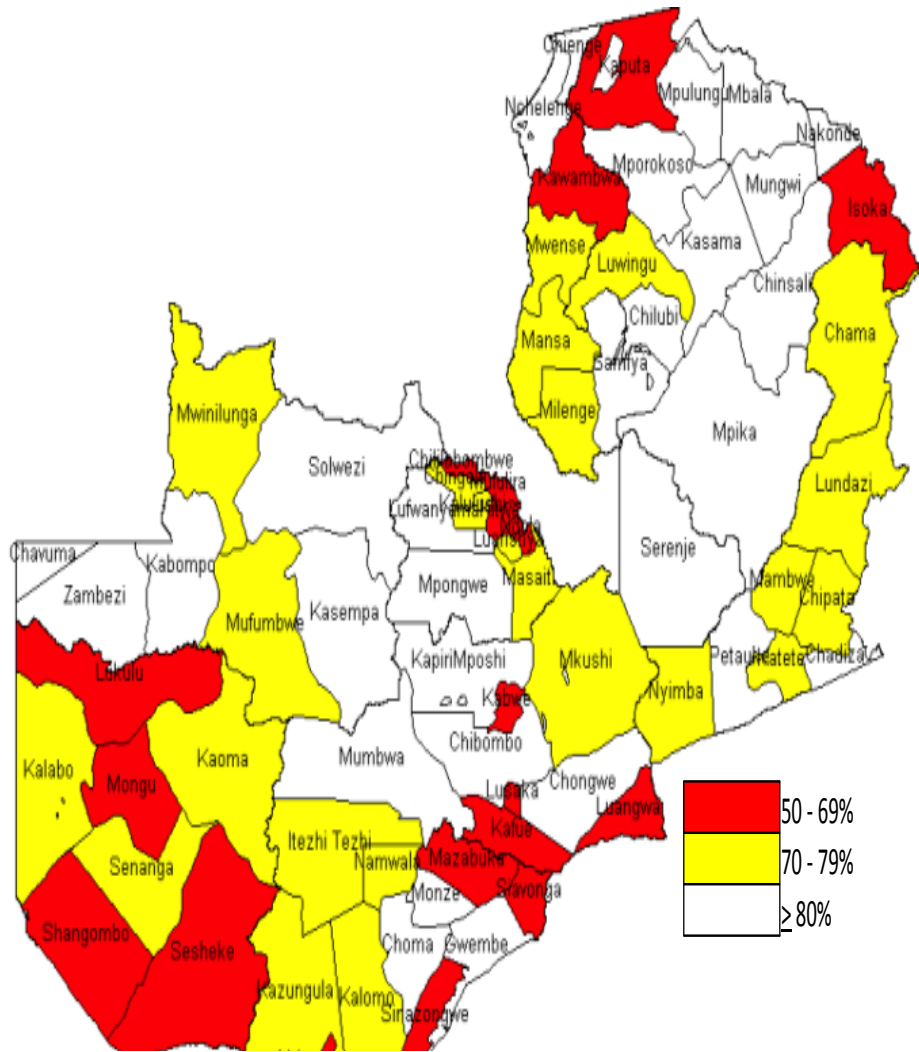 Chienge
Kaputa
Mpulungu
Mbala
Nchelenge
Nakonde
Mporokoso
Kawambwa
Mungwi
Isoka
Mwense
Kasama
Luwingu
Chinsali
Chilubi
Chama
Mansa
Samfya
Milenge
Mwinilunga
Mpika
Chililabombwe
Solwezi
Mufulira
Lundazi
Serenje
Chavuma
Kabompo
Masaiti
Mambwe
Zambezi
Mpongwe
Chipata
Kasempa
Mufumbwe
KapiriMposhi
Mkushi
Petauke
Katete
Chadiza
Lukulu
Nyimba
Kabwe
Chibombo
Kaoma
Mumbwa
Kalabo
Mongu
Chongwe
Lusaka
Luangwa
50 - 69%
Kafue
Itezhi Tezhi
70 - 79%
Senanga
Namwala
Mazabuka
Siavonga
Monze
≥ 80%
Shangombo
Sesheke
Choma
Gwembe
Kazungula
Kalomo
Sinazongwe